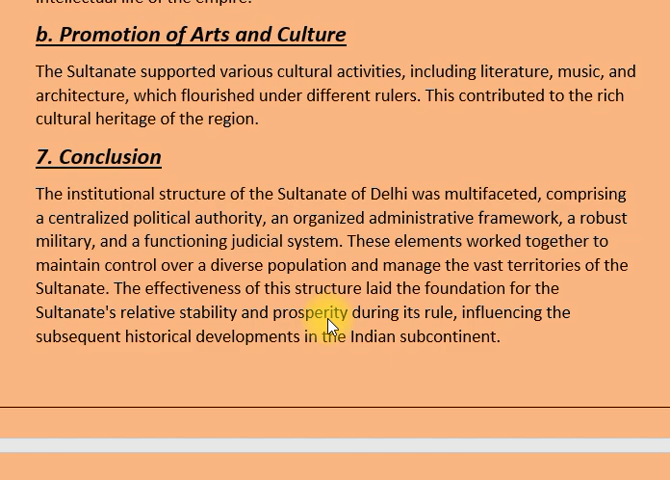 intellectual life of the empire.
b. Promotion of Arts and Culture
The Sultanate supported various cultural activities, including literature, music, and
architecture, which flourished under different rulers. This contributed to the rich
cultural heritage of the region.
7. Conclusion
The institutional structure of the Sultanate of Delhi was multifaceted, comprising
a centralized political authority, an organized administrative framework, a robust
military, and a functioning judicial system. These elements worked together to
maintain control over a diverse population and manage the vast territories of the
Sultanate. The effectiveness of this structure laid the foundation for the
Sultanate's relative stability and prosperity during its rule, influencing the
subsequent historical developments in the Indian subcontinent.